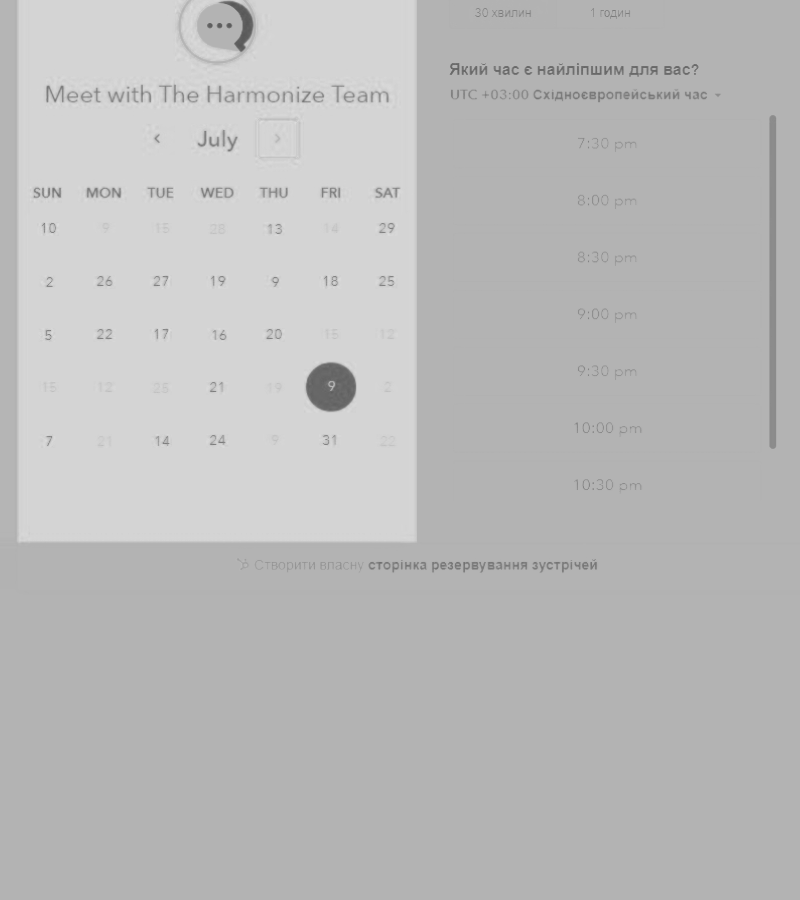 Meet with The Harmonize Team
July
SUN MON TUE WED THU FRI SAT
10 9 15 28 13 14 29
2 26 27 19 9 18 25
5 22 17 16 20 15 12
15 12 28 21 19 9 2
7 21 14 24 9 31 22
30 хвилин 1 годин
Який час є найліпшим для вас?
UTC +03:00 Східноєвропейський час
7:30 pm
8:00 pm
8:30 pm
9:00 pm
9:30 pm
10:00 pm
10:30 pm
Створити власну сторінка резервування зустрічей